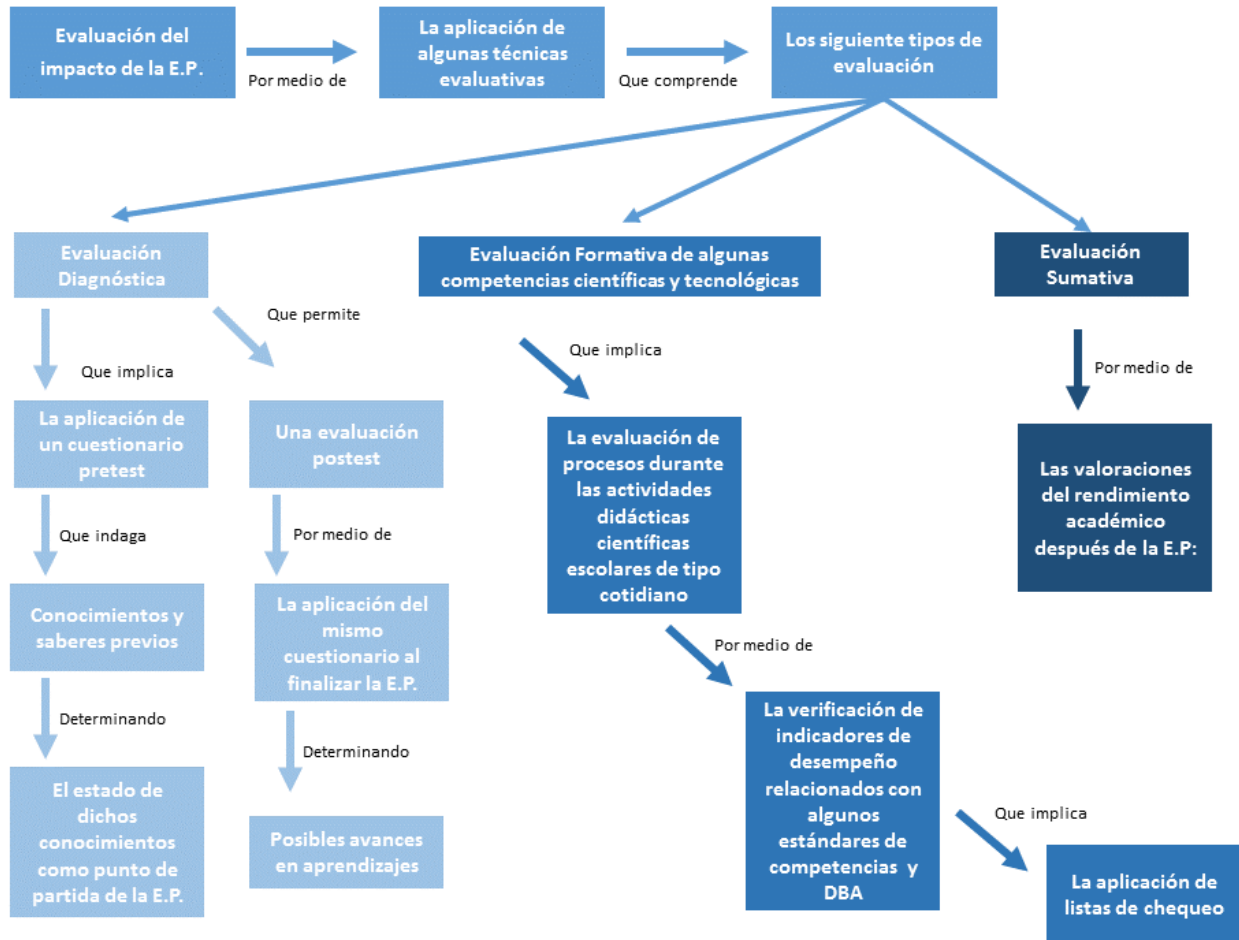 Evaluación del
impacto de la E.P.
Por medio de
La aplicación de
algunas técnicas
evaluativas
Que comprende
Los siguiente tipos de
evaluación
Evaluación
Diagnóstica
Que implica
La aplicación de
un cuestionario
pretest
Que indaga
Conocimientos y
saberes previos
Determinando
El estado de
dichos
conocimientos
como punto de
partida de la E.P.
Que permite
Una evaluación
postest
Por medio de
La aplicación del
mismo
cuestionario al
finalizar la E.P.
Determinando
Posibles avances
en aprendizajes
Evaluación Formativa de algunas
competencias científicas y tecnológicas
Que implica
La evaluación de
procesos durante
las actividades
didácticas
científicas
escolares de tipo
cotidiano
Por medio de
La verificación de
indicadores de
desempeño
relacionados con
algunos
estándares de
competencias y
DBA
Que implica
La aplicación de
listas de chequeo
Evaluación
Sumativa
Por medio de
Las valoraciones
del rendimiento
académico
después de la E.P: